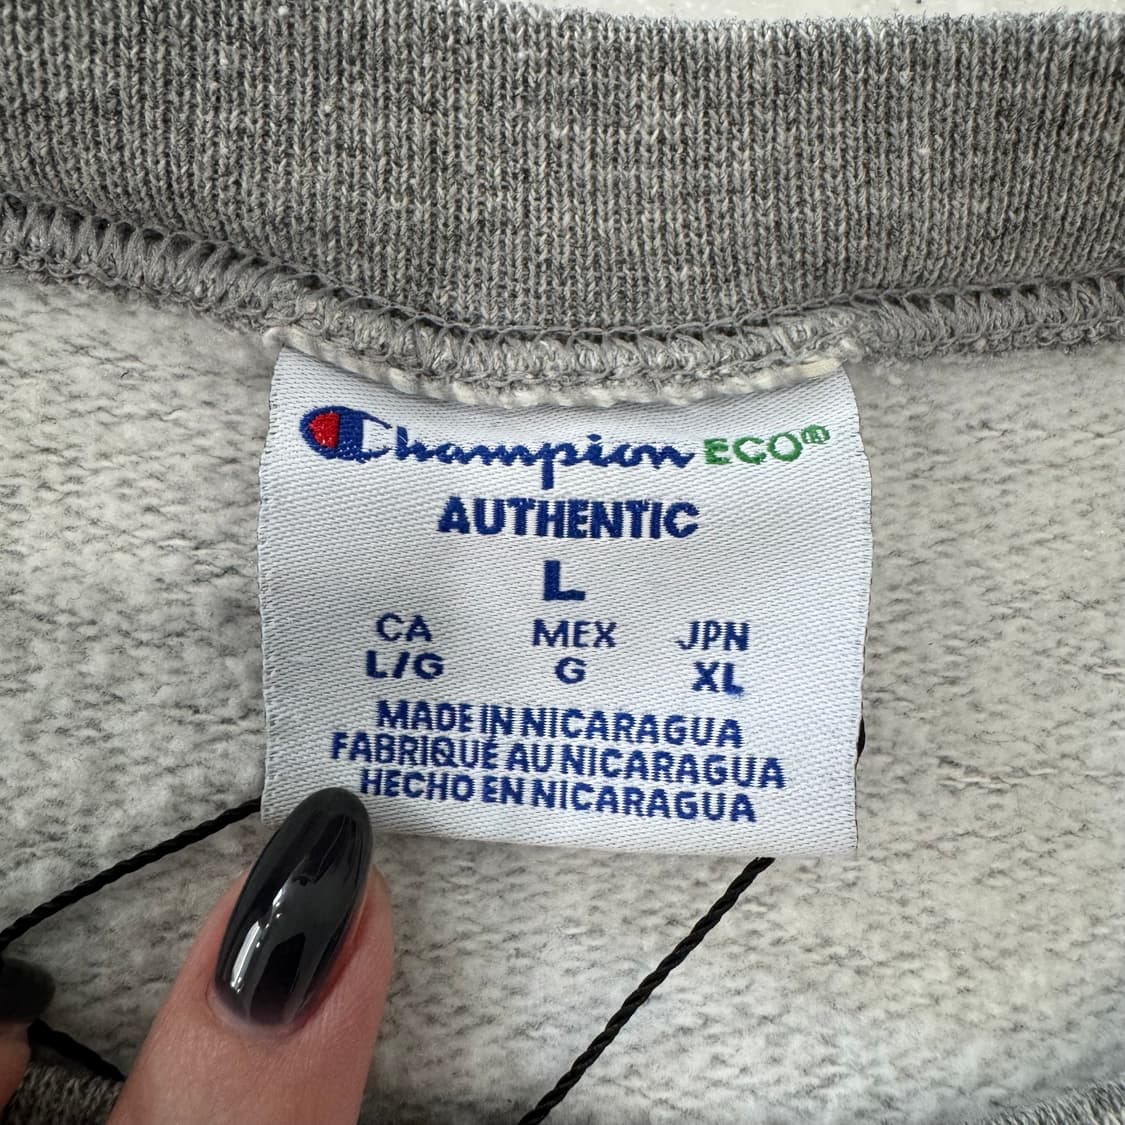 Champion ECO®
AUTHENTIC
L
CA MEX JPN
L/G G XL
MADE IN NICARAGUA
FABRIQUÉ AU NICARAGUA
HECHO EN NICARAGUA